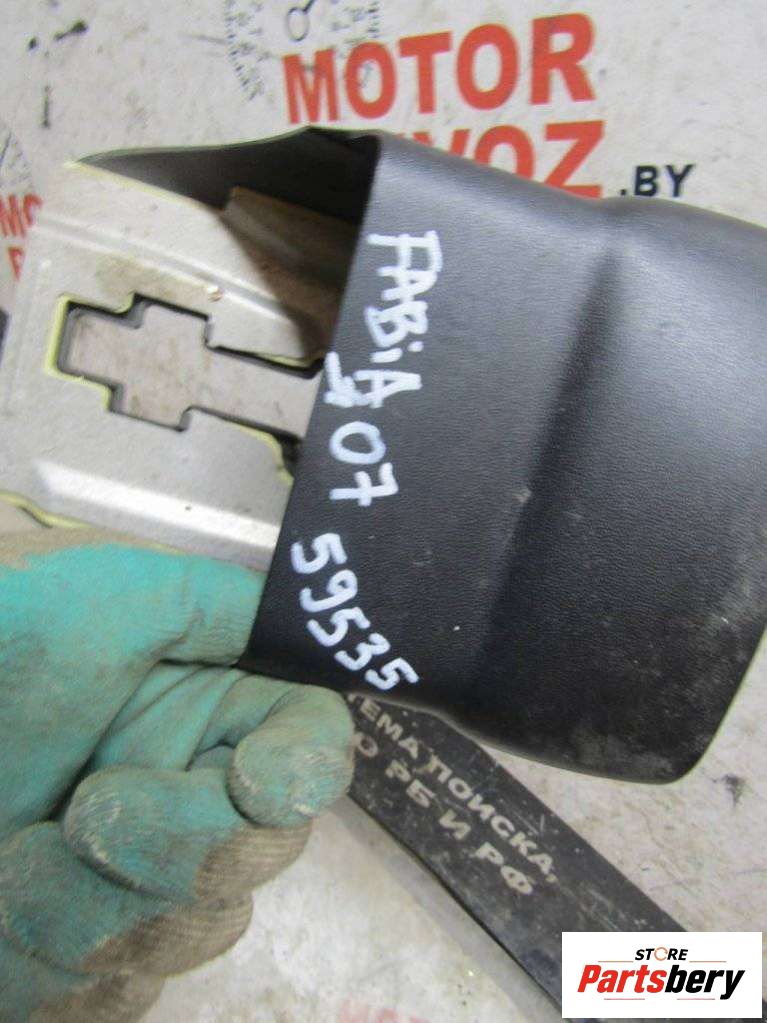 MOTOR
VOZ
.BY
FABiA 07 59535
ТЕМА ПОИСКА,
Ю РБ И РФ
STORE
Partsbery